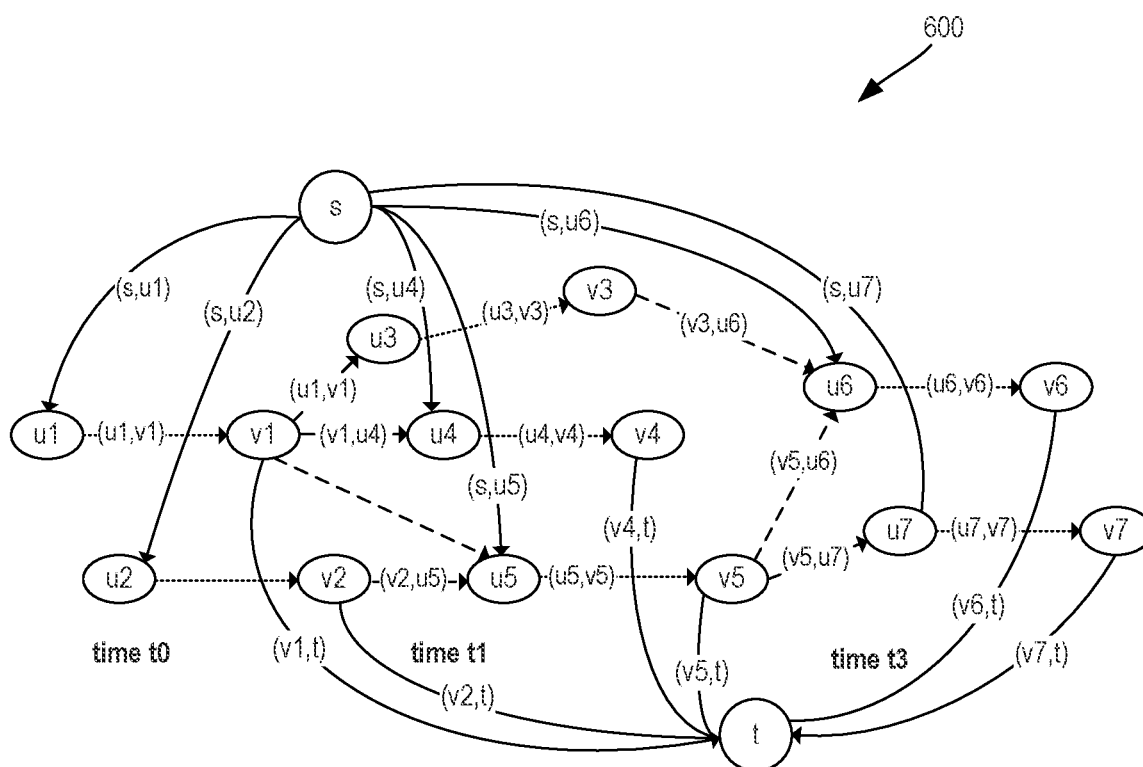 600
s
(s,u6)
(s,u1)
(s,u4)
(s,u7)
(s,u2)
(u3,v3)
v3
u3
(v3,u6)
(u1,v1)
u6
(u6,v6)
v6
u1
(u1,v1)
v1
(v1,u4)
u4
(u4,v4)
v4
(v5,u6)
(s,u5)
(v4,t)
u7
(u7,v7)
v7
(v5,u7)
u2
v2
(v2,u5)
u5
(u5,v5)
v5
(v6,t)
time t0
(v1,t)
time t1
(v5,t)
time t3
(v7,t)
(v2,t)
t